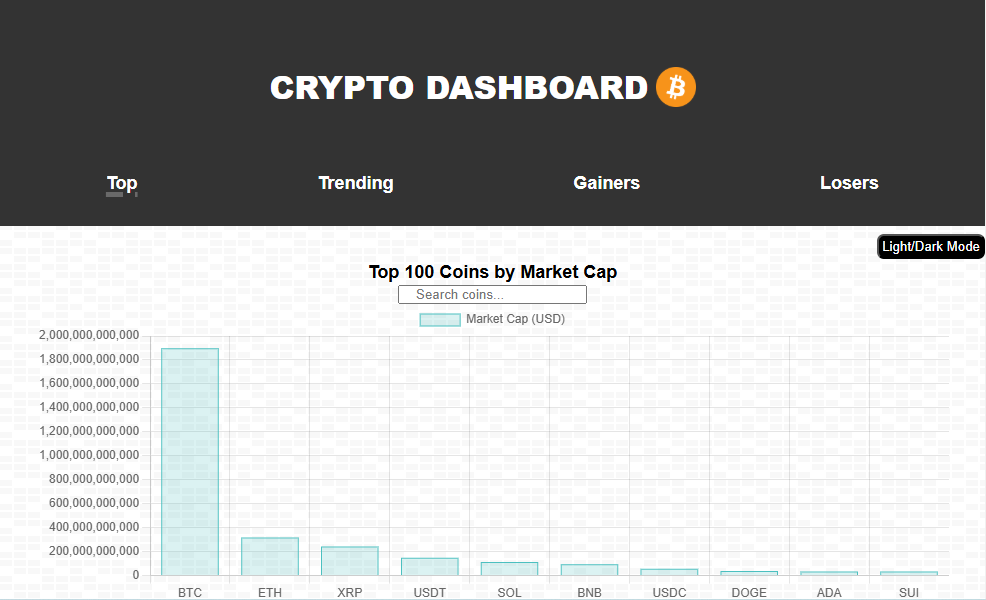 CRYPTO DASHBOARD
Top Trending Gainers Losers
Light/Dark Mode
Top 100 Coins by Market Cap
Search coins...
Market Cap (USD)
2,000,000,000,000
1,800,000,000,000
1,600,000,000,000
1,400,000,000,000
1,200,000,000,000
1,000,000,000,000
800,000,000,000
600,000,000,000
400,000,000,000
200,000,000,000
0
BTC ETH XRP USDT SOL BNB USDC DOGE ADA SUI